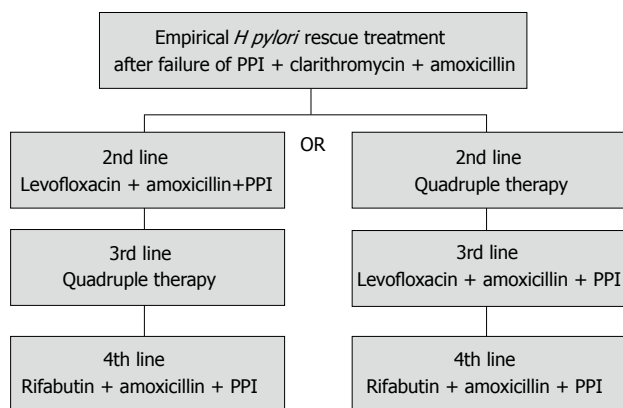 Empirical H pylori rescue treatment
after failure of PPI + clarithromycin + amoxicillin
OR
2nd line
Levofloxacin + amoxicillin+PPI
3rd line
Quadruple therapy
4th line
Rifabutin + amoxicillin + PPI
2nd line
Quadruple therapy
3rd line
Levofloxacin + amoxicillin + PPI
4th line
Rifabutin + amoxicillin + PPI